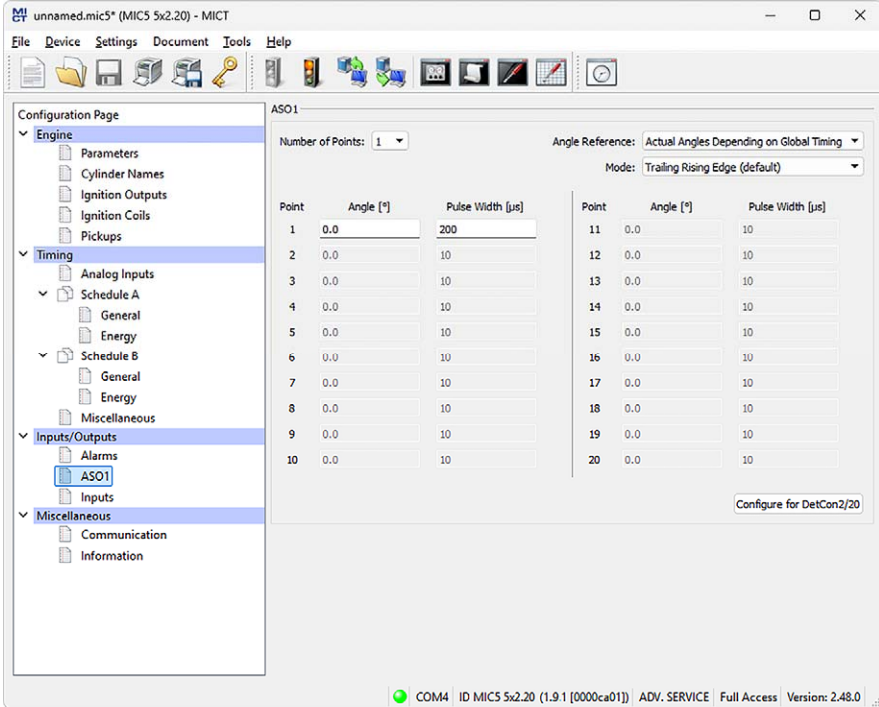 MICT unnamed.mic5* (MIC5 5x2.20) - MICT
File Device Settings Document Tools Help
Configuration Page
Engine
Parameters
Cylinder Names
Ignition Outputs
Ignition Coils
Pickups
Timing
Analog Inputs
Schedule A
General
Energy
Schedule B
General
Energy
Miscellaneous
Inputs/Outputs
Alarms
ASO1
Inputs
Miscellaneous
Communication
Information
ASO1
Number of Points: 1 Angle Reference: Actual Angles Depending on Global Timing
Mode: Trailing Rising Edge (default)
Point Angle [°] Pulse Width [µs] Point Angle [°] Pulse Width [µs]
1 0.0 200 11 0.0 10
2 0.0 10 12 0.0 10
3 0.0 10 13 0.0 10
4 0.0 10 14 0.0 10
5 0.0 10 15 0.0 10
6 0.0 10 16 0.0 10
7 0.0 10 17 0.0 10
8 0.0 10 18 0.0 10
9 0.0 10 19 0.0 10
10 0.0 10 20 0.0 10
Configure for DetCon2/20
COM4 ID MIC5 5x2.20 (1.9.1 [0000ca01]) ADV. SERVICE Full Access Version: 2.48.0